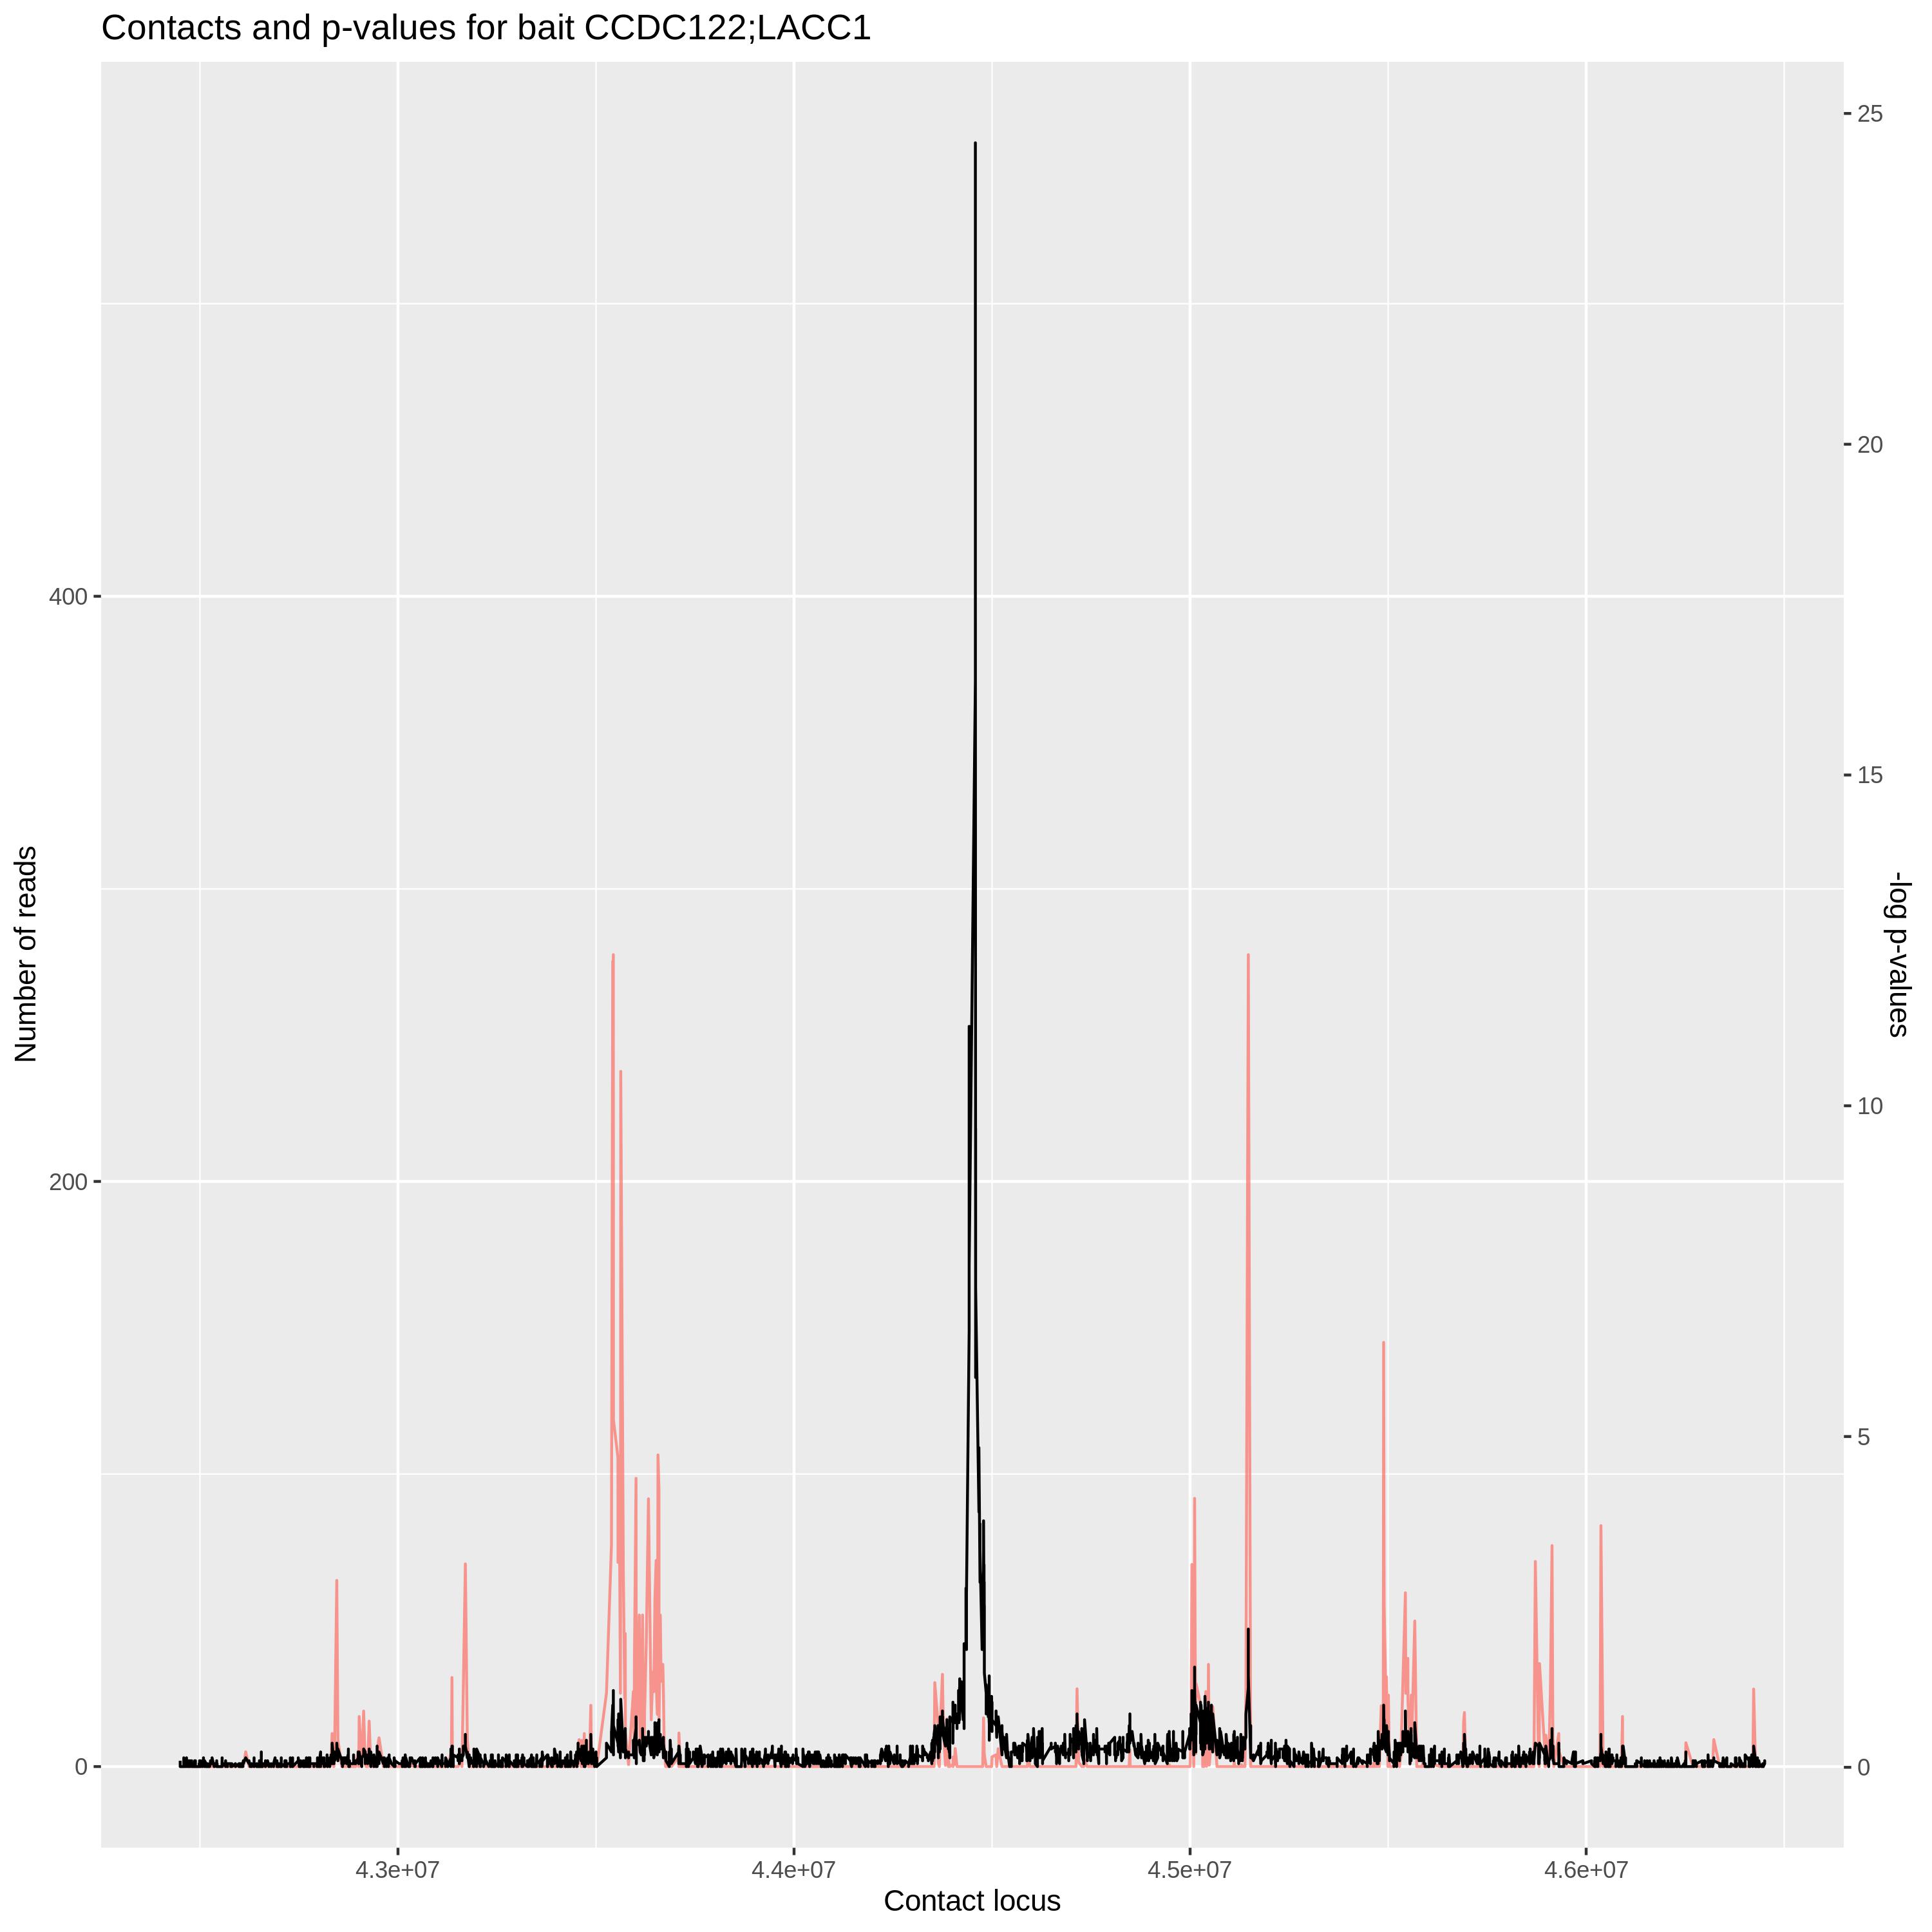 Contacts and p-values for bait CCDC122;LACC1
Number of reads
400
200
0
25
20
15
10
5
0
-log p-values
4.3e+07 4.4e+07 4.5e+07 4.6e+07
Contact locus